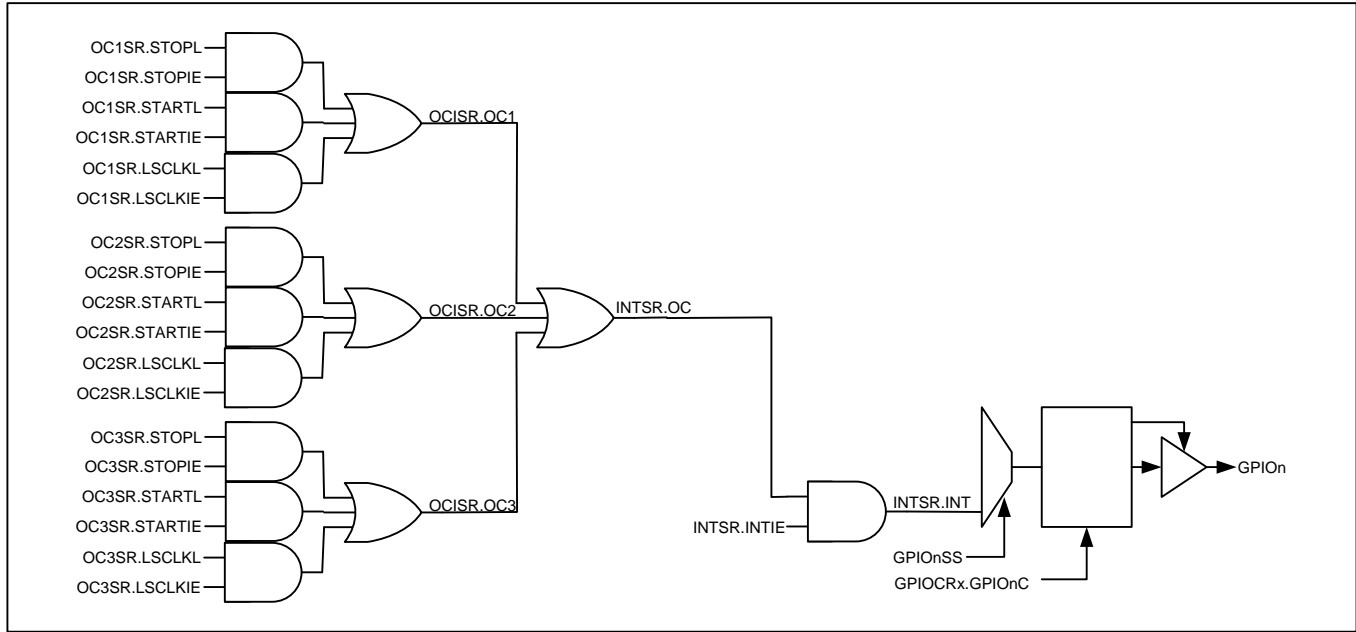 OC1SR.STOPL
OC1SR.STOPIE
OC1SR.STARTL
OC1SR.STARTIE
OC1SR.LSCLKL
OC1SR.LSCLKIE
OCISR.OC1
OC2SR.STOPL
OC2SR.STOPIE
OC2SR.STARTL
OC2SR.STARTIE
OC2SR.LSCLKL
OC2SR.LSCLKIE
OCISR.OC2
INTSR.OC
OC3SR.STOPL
OC3SR.STOPIE
OC3SR.STARTL
OC3SR.STARTIE
OC3SR.LSCLKL
OC3SR.LSCLKIE
OCISR.OC3
INTSR.INTIE
INTSR.INT
GPIOnSS
GPIOCRx.GPIOnC
GPIOn